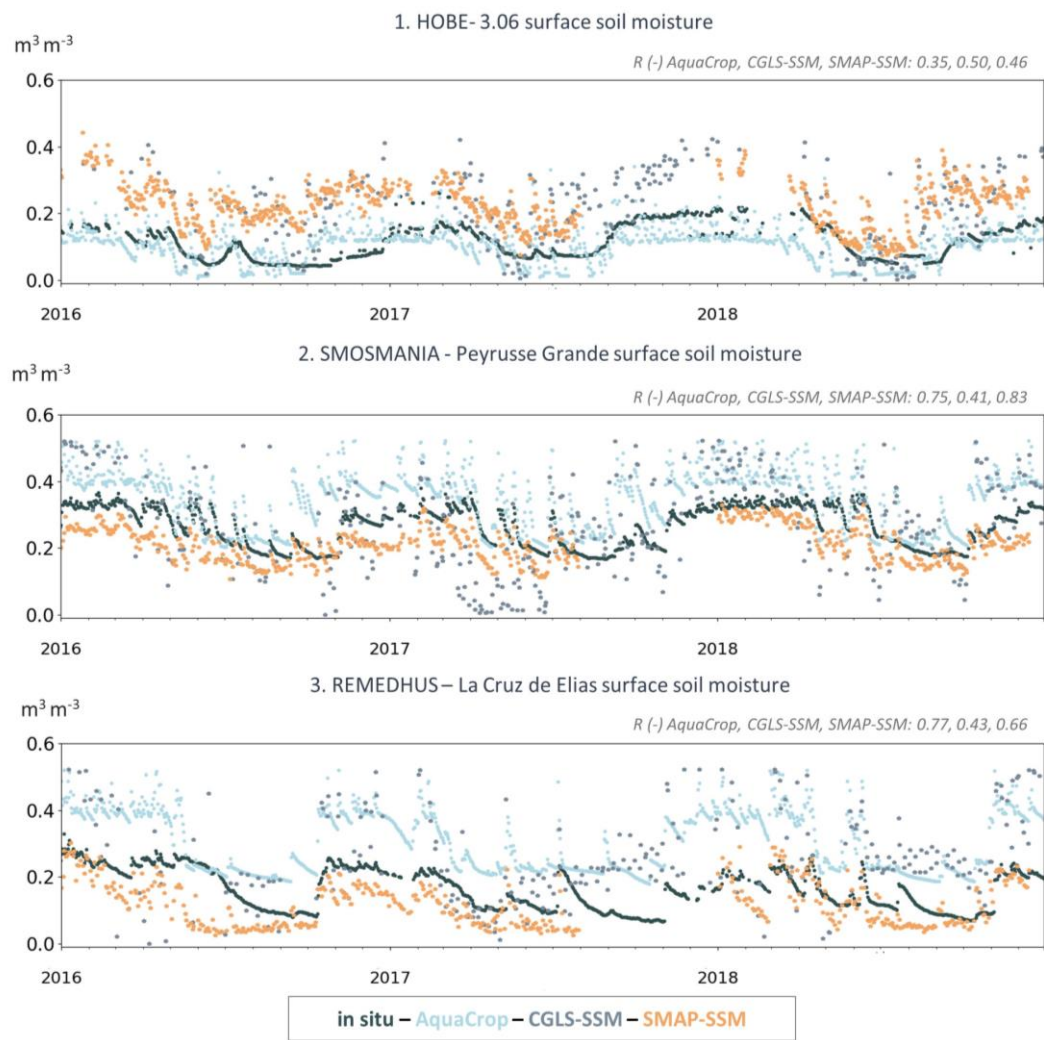 1. HOBE- 3.06 surface soil moisture
m³ m⁻³
R (-) AquaCrop, CGLS-SSM, SMAP-SSM: 0.35, 0.50, 0.46
0.6
0.4
0.2
0.0
2016 2017 2018
2. SMOSMANIA - Peyrusse Grande surface soil moisture
m³ m⁻³
R (-) AquaCrop, CGLS-SSM, SMAP-SSM: 0.75, 0.41, 0.83
0.6
0.4
0.2
0.0
2016 2017 2018
3. REMEDHUS – La Cruz de Elias surface soil moisture
m³ m⁻³
R (-) AquaCrop, CGLS-SSM, SMAP-SSM: 0.77, 0.43, 0.66
0.6
0.4
0.2
0.0
2016 2017 2018
in situ – AquaCrop – CGLS-SSM – SMAP-SSM